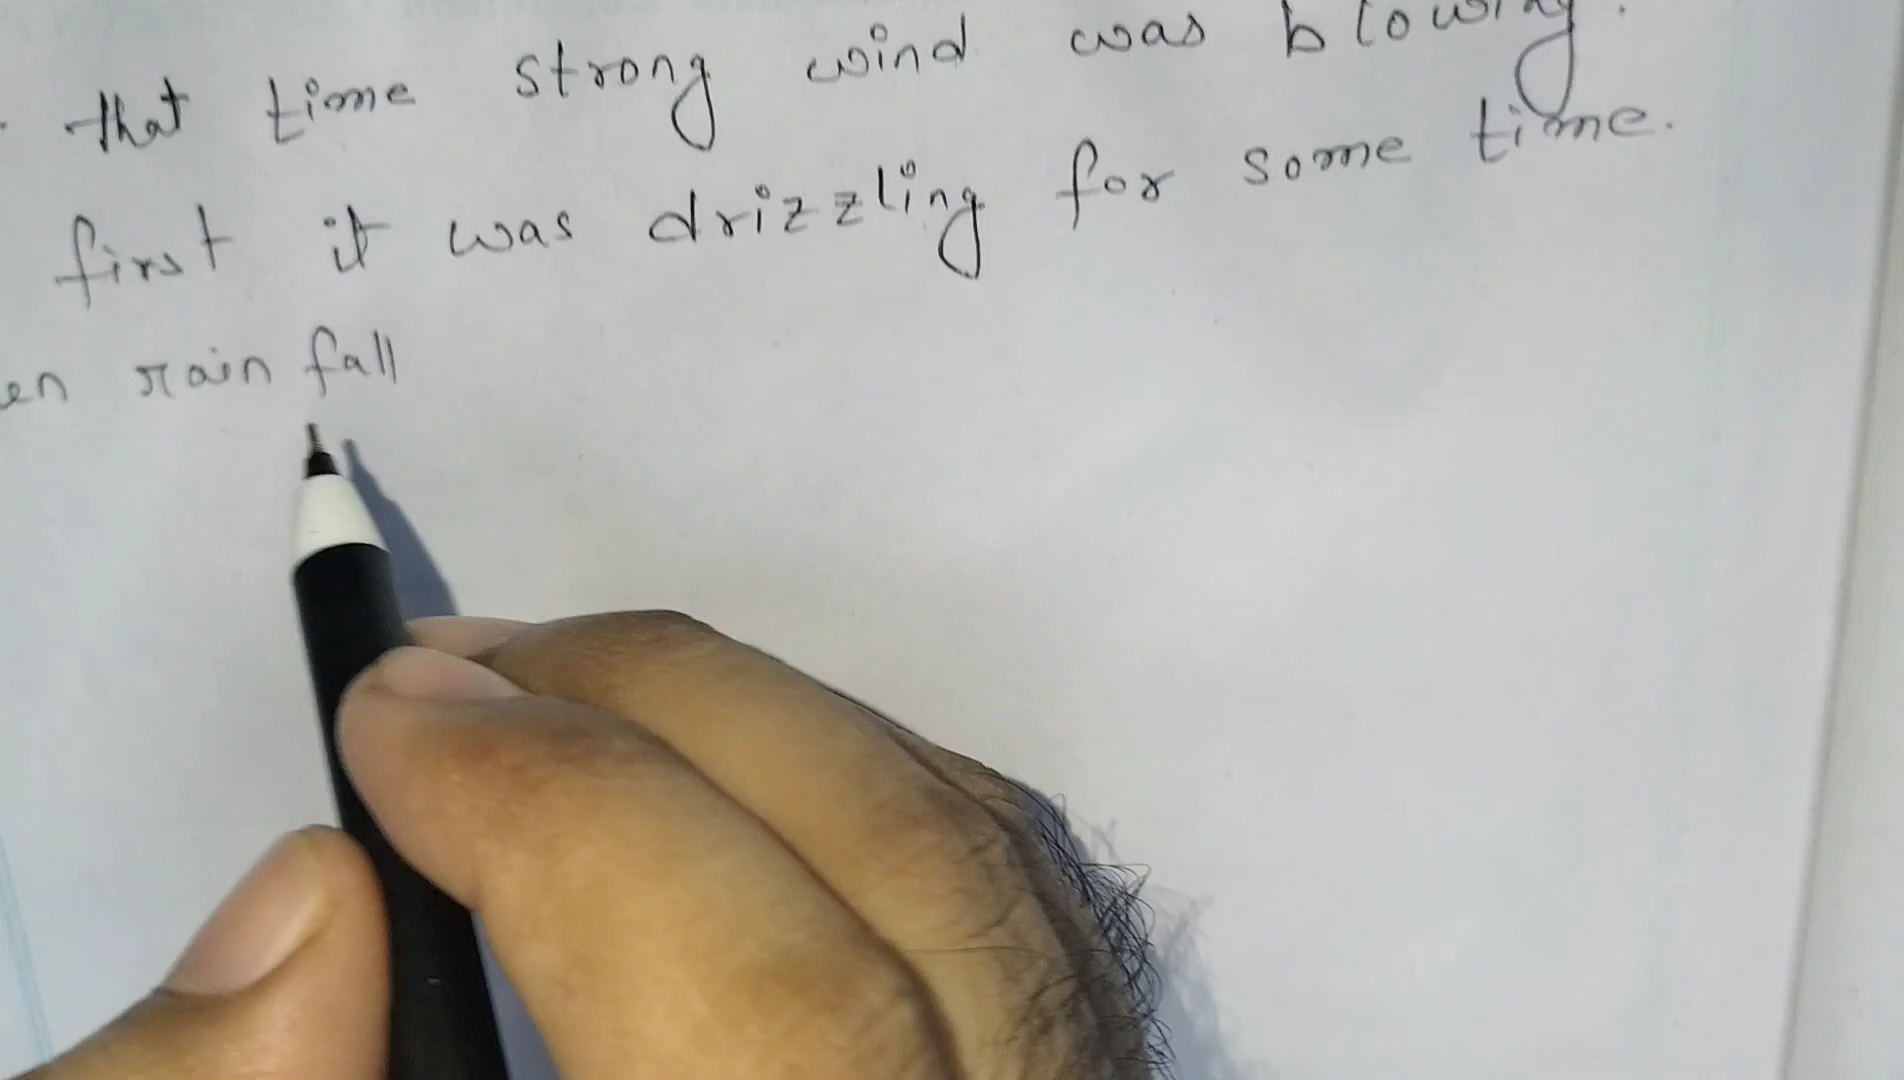 that time strong wind was blowing.
first it was drizzling for some time.
en rain fall